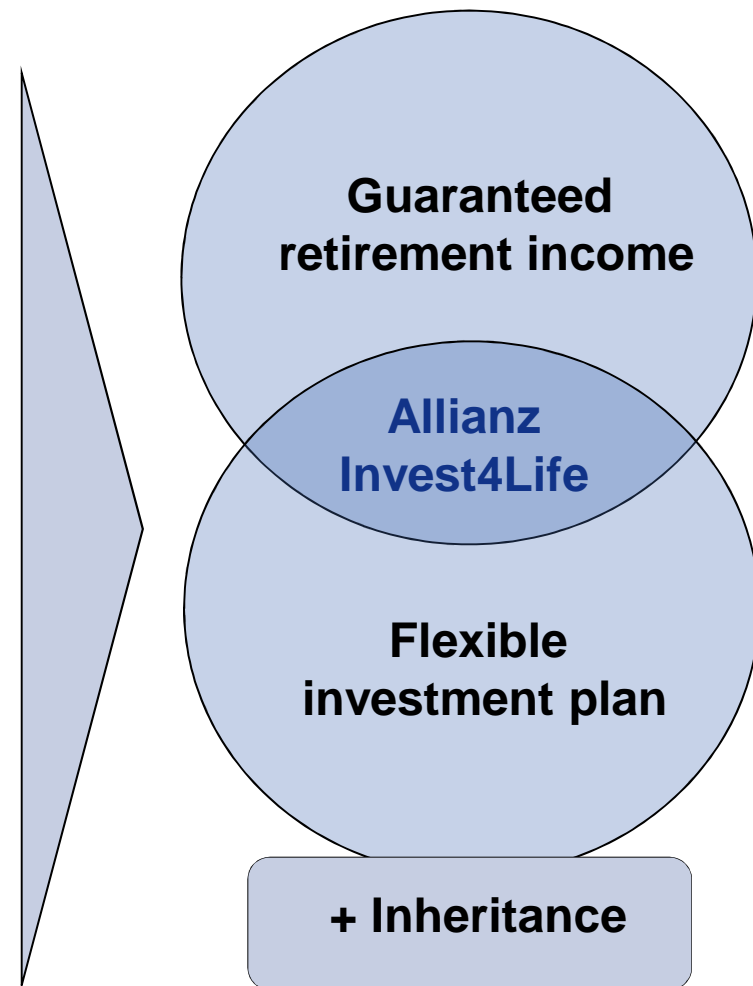 Guaranteed
retirement income
Allianz
Invest4Life
Flexible
investment plan
+ Inheritance